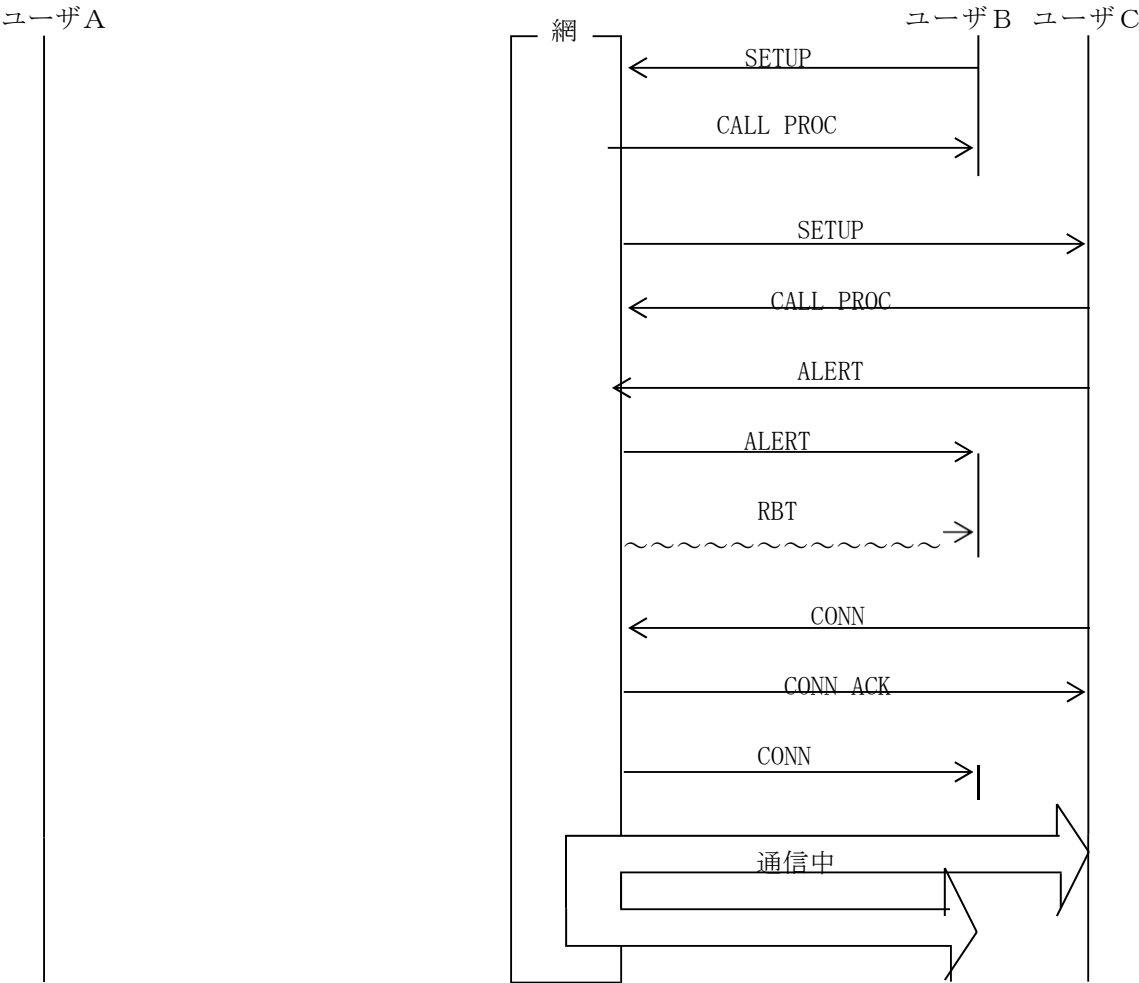 ユーザA 網 ユーザB ユーザC
SETUP
CALL PROC
SETUP
CALL PROC
ALERT
ALERT
RBT
～～～～～～～～～～～～
CONN
CONN ACK
CONN
通信中